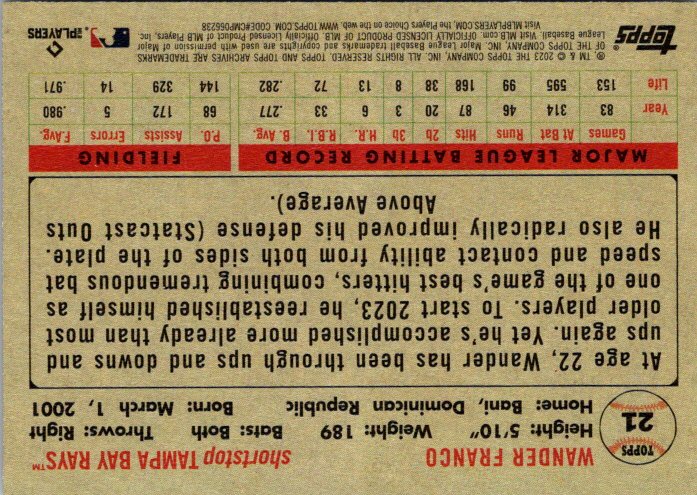 TOPPS
21
WANDER FRANCO shortstop TAMPA BAY RAYS™
Height: 5/10" Weight: 189 Bats: Both Throws: Right
Home: Bani, Dominican Republic Born: March 1, 2001
At age 22, Wander has been through ups and downs and
ups again. Yet he's accomplished more already than most
older players. To start 2023, he reestablished himself as
one of the game's best hitters, combining tremendous bat
speed and contact ability from both sides of the plate.
He also radically improved his defense (Statcast Outs
Above Average).
MAJOR LEAGUE BATTING RECORD FIELDING
Games At Bat Runs Hits 2b 3b H.R. R.B.I. B. Avg. P.O. Assists Errors F.Avg.
Year 83 314 46 87 20 3 6 33 .277 68 172 5 .980
Life 153 595 99 168 38 8 13 72 .282 144 329 14 .971
topps
® TM & © 2023 THE TOPPS COMPANY, INC. ALL RIGHTS RESERVED. TOPPS AND TOPPS ARCHIVES ARE TRADEMARKS
OF THE TOPPS COMPANY, INC. Major League Baseball trademarks and copyrights are used with permission of Major
League Baseball. Visit MLB.com. OFFICIALLY LICENSED Product of MLB Players, Inc.
Visit MLBPLAYERS.com, the Players Choice on the web. WWW.TOPPS.COM CODE#CMP066238
MLB PLAYERS